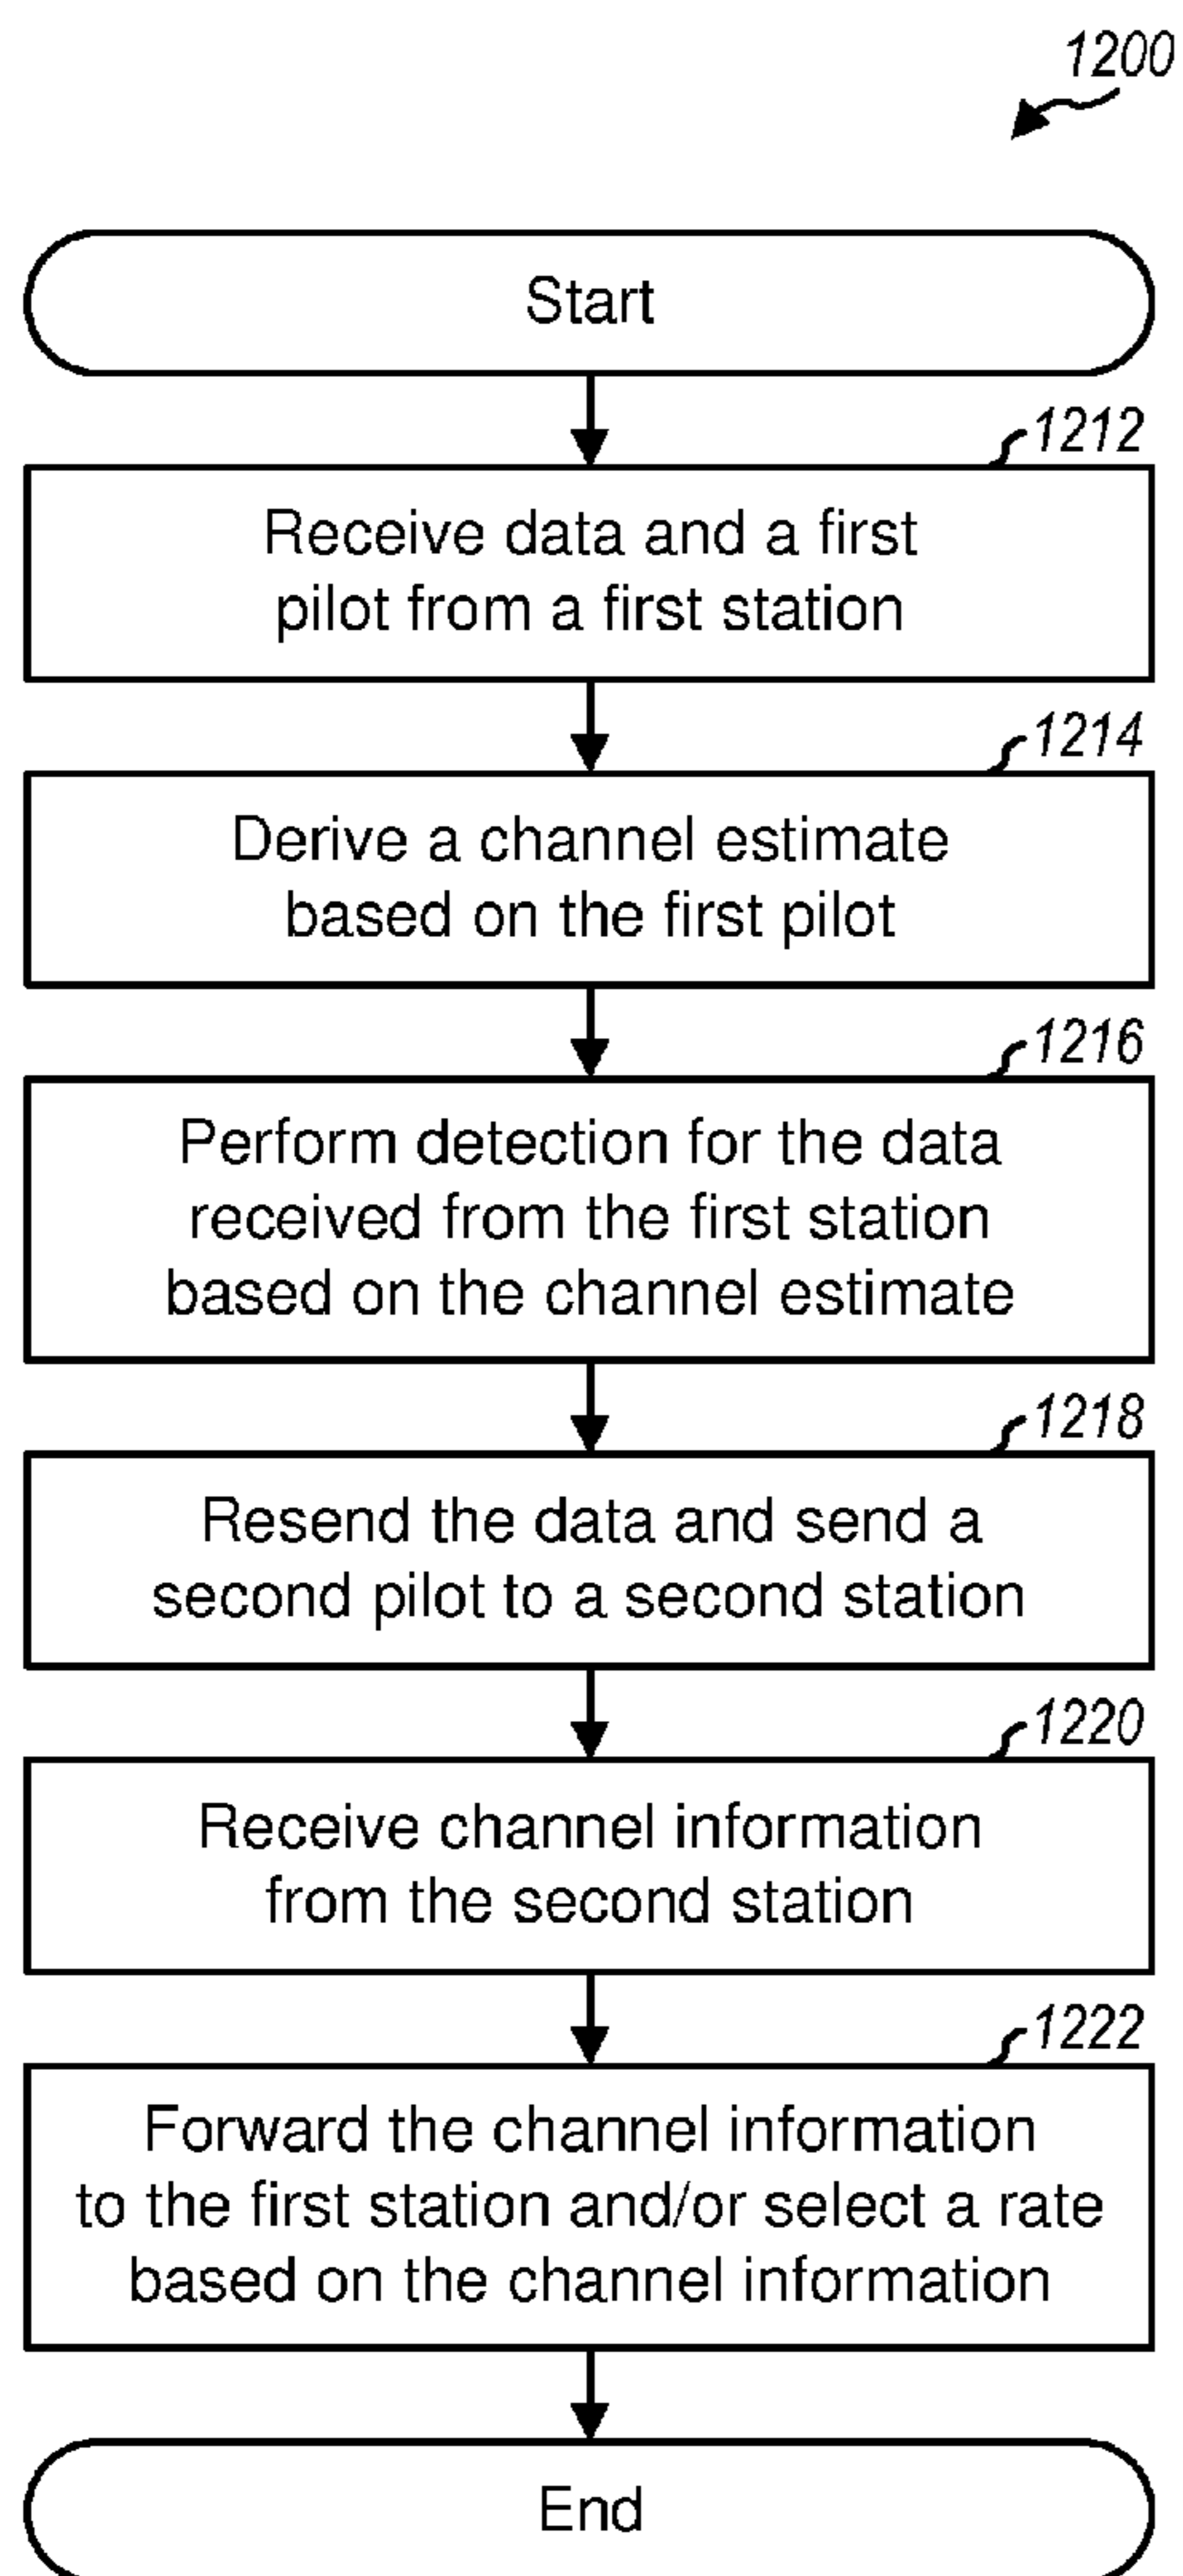 1200
Start
1212
Receive data and a first
pilot from a first station
1214
Derive a channel estimate
based on the first pilot
1216
Perform detection for the data
received from the first station
based on the channel estimate
1218
Resend the data and send a
second pilot to a second station
1220
Receive channel information
from the second station
1222
Forward the channel information
to the first station and/or select a rate
based on the channel information
End